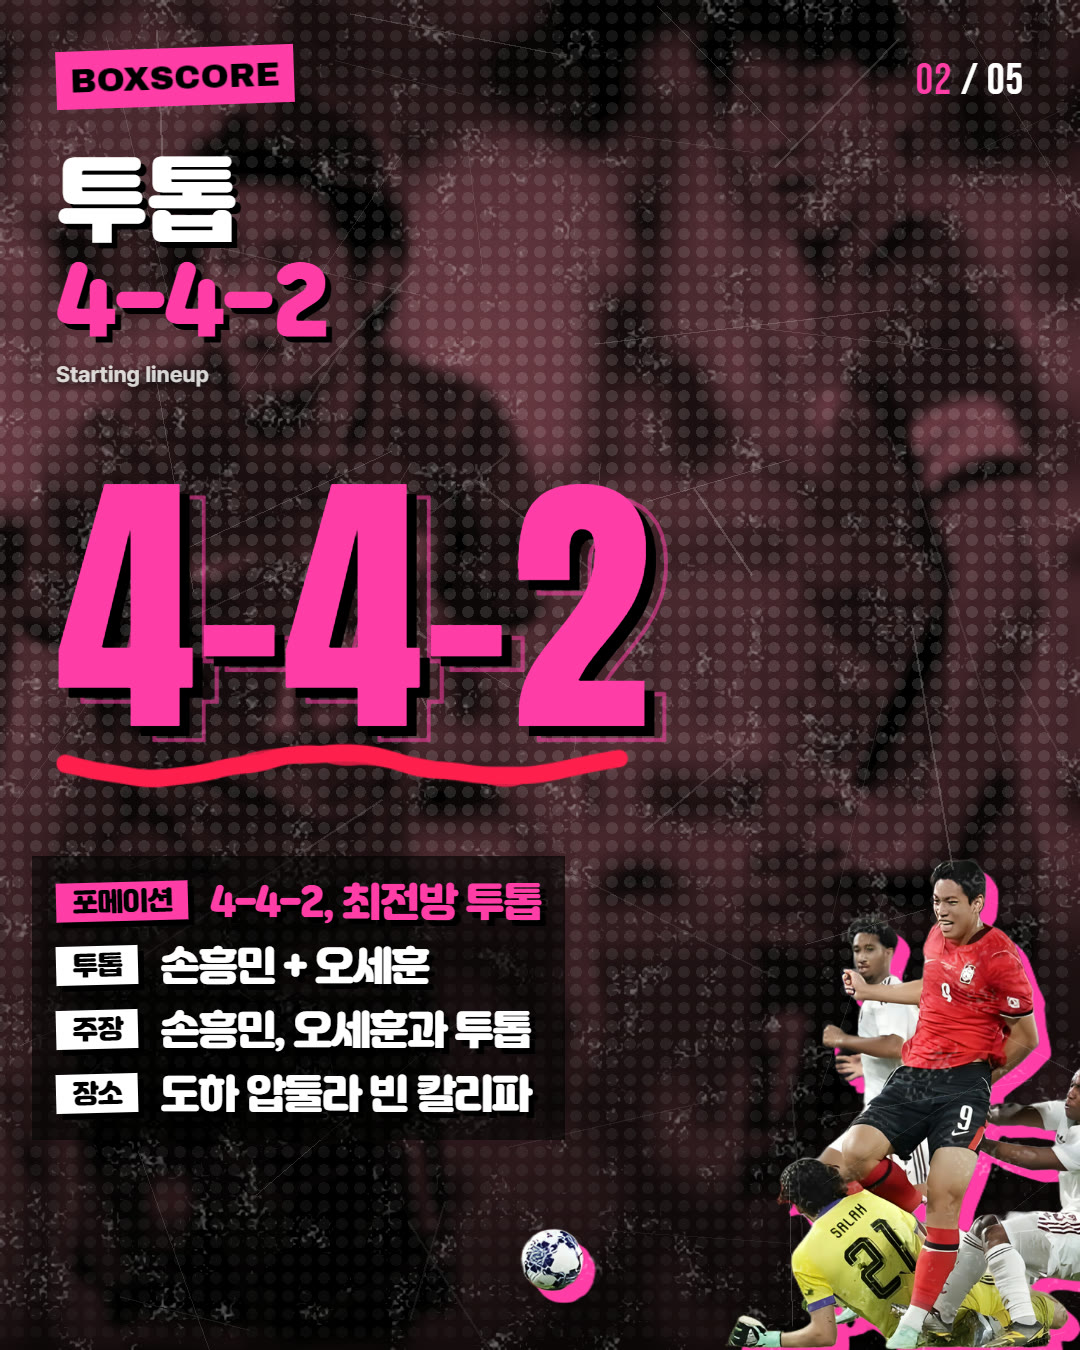 BOXSCORE
02 / 05
투톱
4-4-2
Starting lineup
4-4-2
포메이션 4-4-2, 최전방 투톱
투톱 손흥민 + 오세훈
주장 손흥민, 오세훈과 투톱
장소 도하 압둘라 빈 칼리파
9
9
SALAH
21